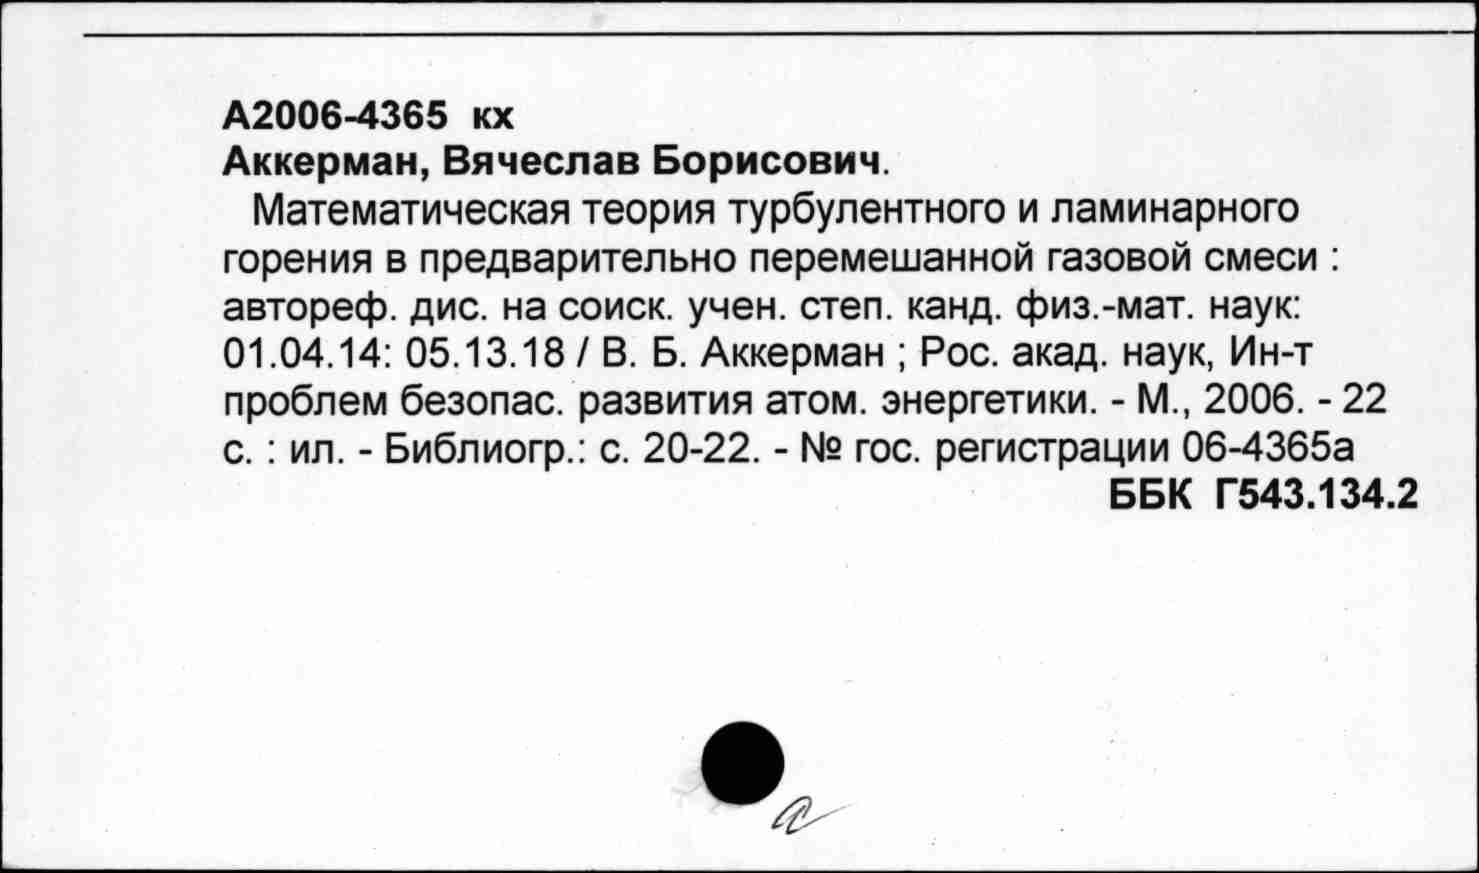 А2006-4365 кх
Аккерман, Вячеслав Борисович.
Математическая теория турбулентного и ламинарного
горения в предварительно перемешанной газовой смеси :
автореф. дис. на соиск. учен. степ. канд. физ.-мат. наук:
01.04.14: 05.13.18 / В. Б. Аккерман ; Рос. акад. наук, Ин-т
проблем безопас. развития атом. энергетики. - М., 2006. - 22
с. : ил. - Библиогр.: с. 20-22. - № гос. регистрации 06-4365а
ББК Г543.134.2